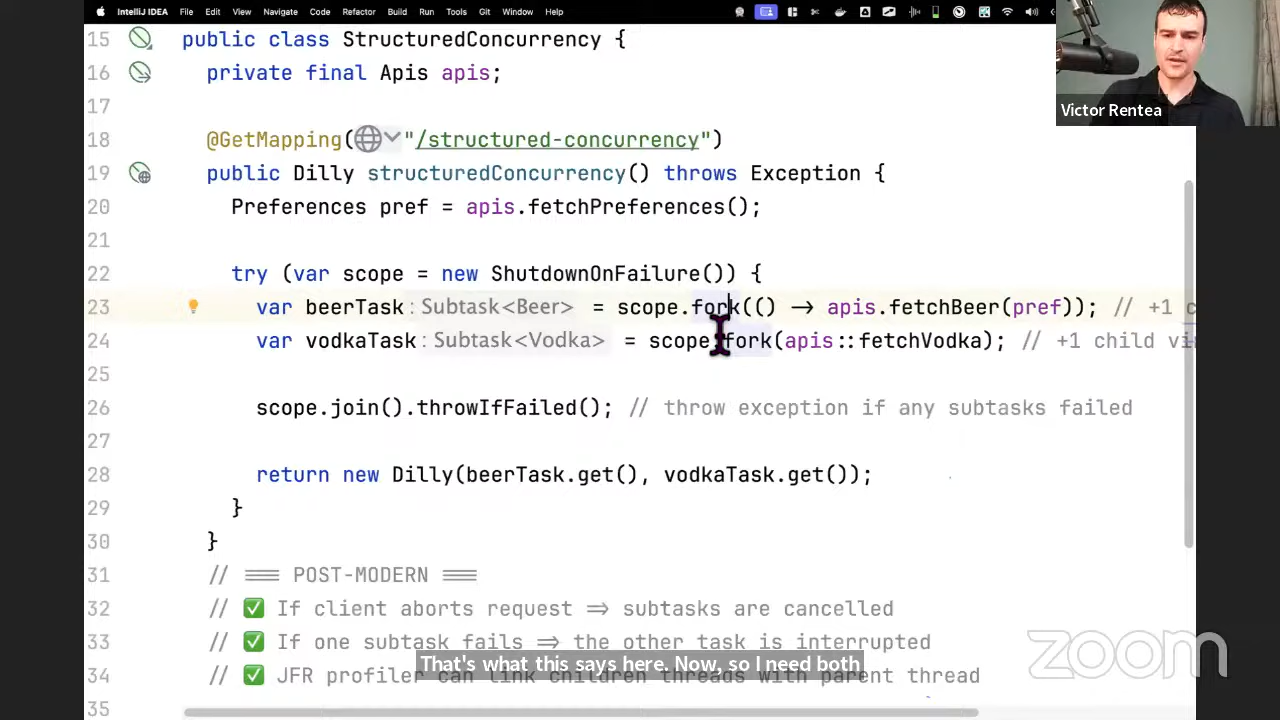 IntelliJ IDEA File Edit View Navigate Code Refactor Build Run Tools Git Window Help
15 public class StructuredConcurrency {
16 private final Apis apis;
17
18 @GetMapping("/structured-concurrency")
19 public Dilly structuredConcurrency() throws Exception {
20 Preferences pref = apis.fetchPreferences();
21
22 try (var scope = new ShutdownOnFailure()) {
23 var beerTask : Subtask<Beer> = scope.fork(() -> apis.fetchBeer(pref)); // +1 c
24 var vodkaTask : Subtask<Vodka> = scope.fork(apis::fetchVodka); // +1 child vi
25
26 scope.join().throwIfFailed(); // throw exception if any subtasks failed
27
28 return new Dilly(beerTask.get(), vodkaTask.get());
29 }
30 }
31 // === POST-MODERN ===
32 // ✅ If client aborts request => subtasks are cancelled
33 // ✅ If one subtask fails => the other task is interrupted
34 // ✅ JFR profiler can link children threads with parent thread
35
That's what this says here. Now, so I need both
Victor Rentea
zoom